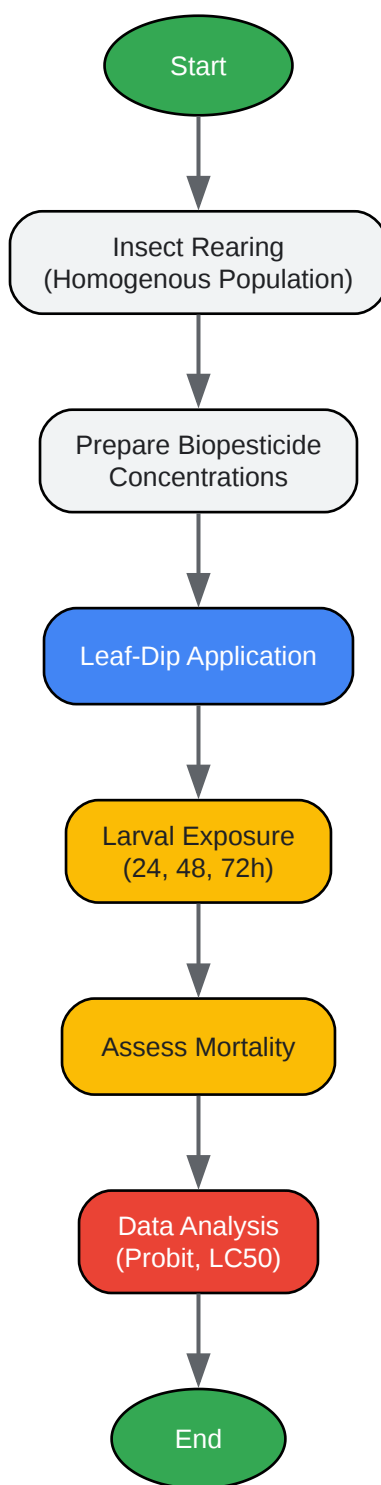 Start
Insect Rearing
(Homogenous Population)
Prepare Biopesticide
Concentrations
Leaf-Dip Application
Larval Exposure
(24, 48, 72h)
Assess Mortality
Data Analysis
(Probit, LC50)
End